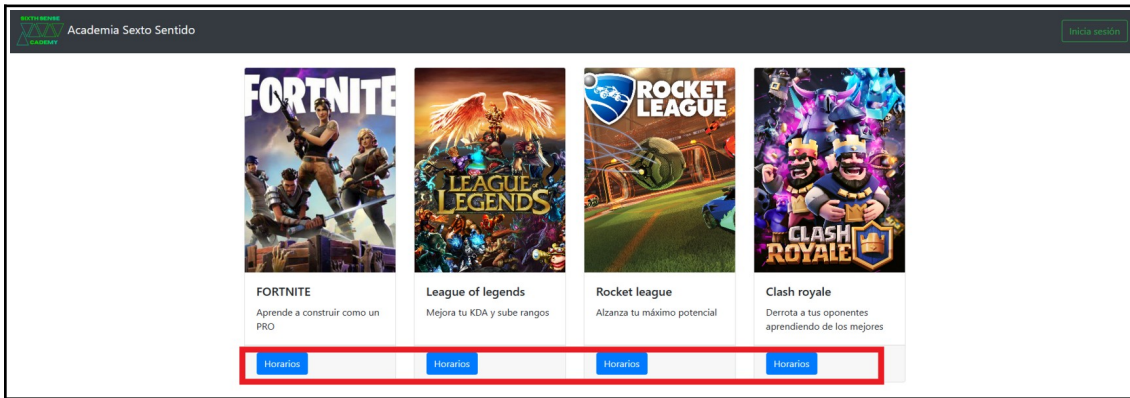 SIXTH SENSE
CADEMY
Academia Sexto Sentido
Inicia sesión
FORTNITE
LEAGUE OF
LEGENDS
ROCKET
LEAGUE
CLASH
ROYALE
FORTNITE
Aprende a construir como un
PRO
Horarios
League of legends
Mejora tu KDA y sube rangos
Horarios
Rocket league
Alzanza tu máximo potencial
Horarios
Clash royale
Derrota a tus oponentes
aprendiendo de los mejores
Horarios